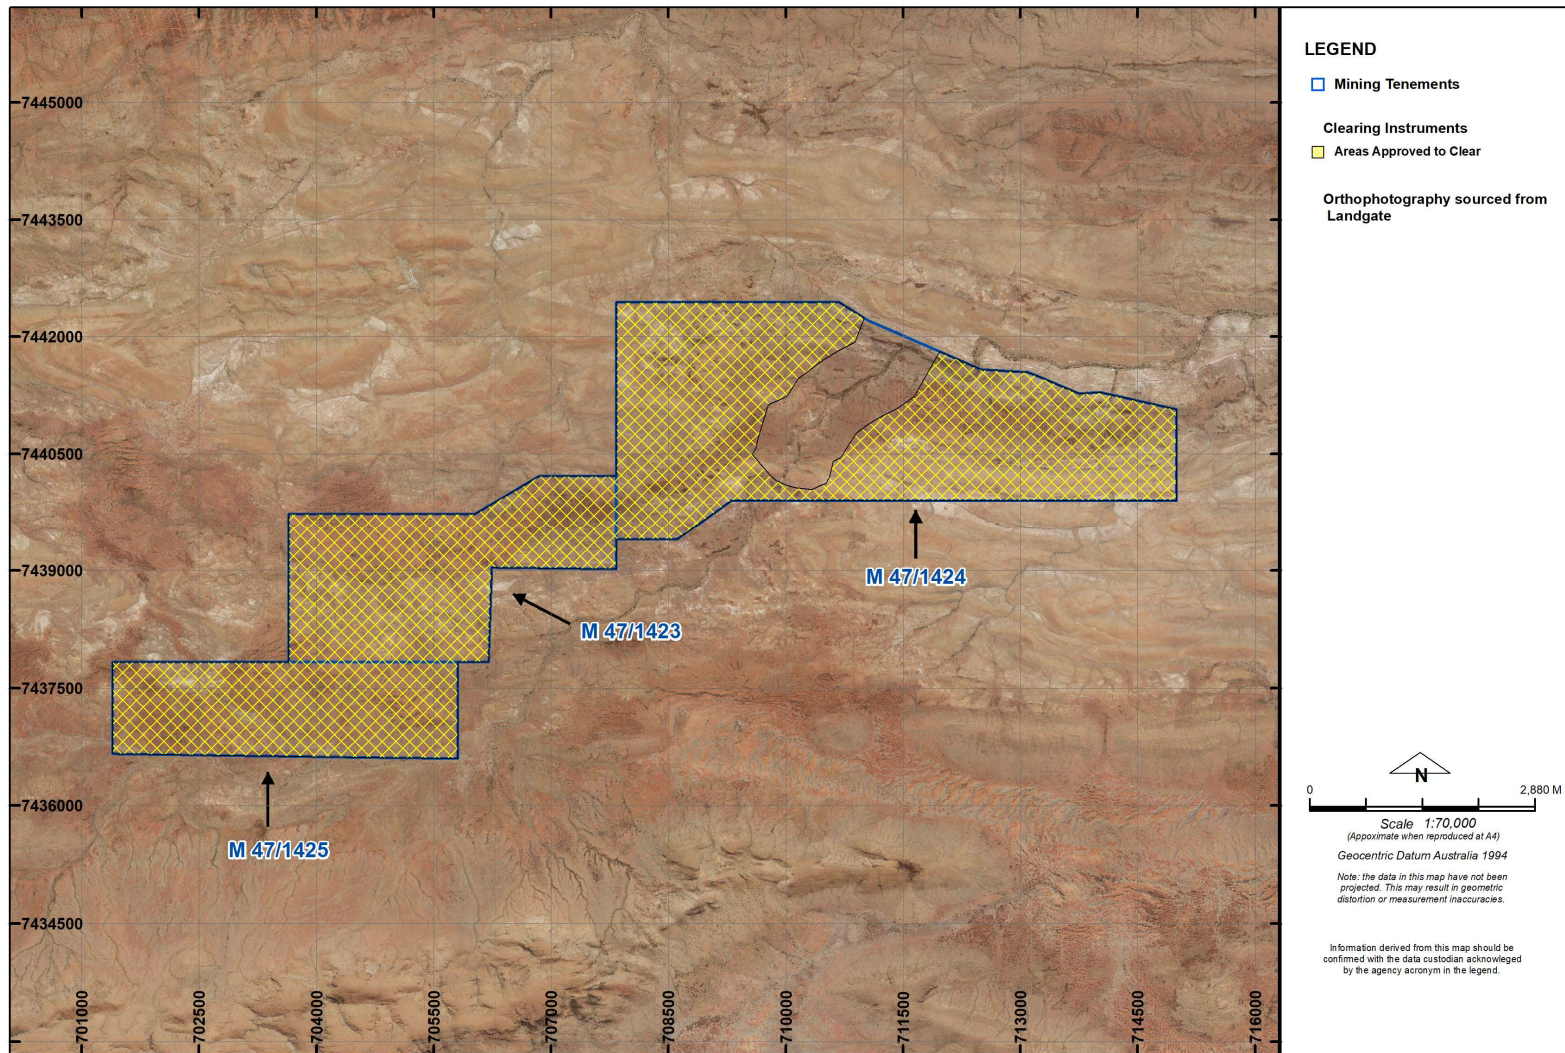 7445000
7443500
7442000
7440500
7439000
7437500
7436000
7434500
701000
702500
704000
705500
707000
708500
710000
711500
713000
714500
716000
M 47/1424
M 47/1423
M 47/1425
LEGEND
Mining Tenements
Clearing Instruments
Areas Approved to Clear
Orthophotography sourced from
Landgate
N
0 2,880 M
Scale 1:70,000
(Appoximate when reproduced at A4)
Geocentric Datum Australia 1994
Note: the data in this map have not been
projected. This may result in geometric
distortion or measurement inaccuracies.
Information derived from this map should be
confirmed with the data custodian acknowleged
by the agency acronym in the legend.